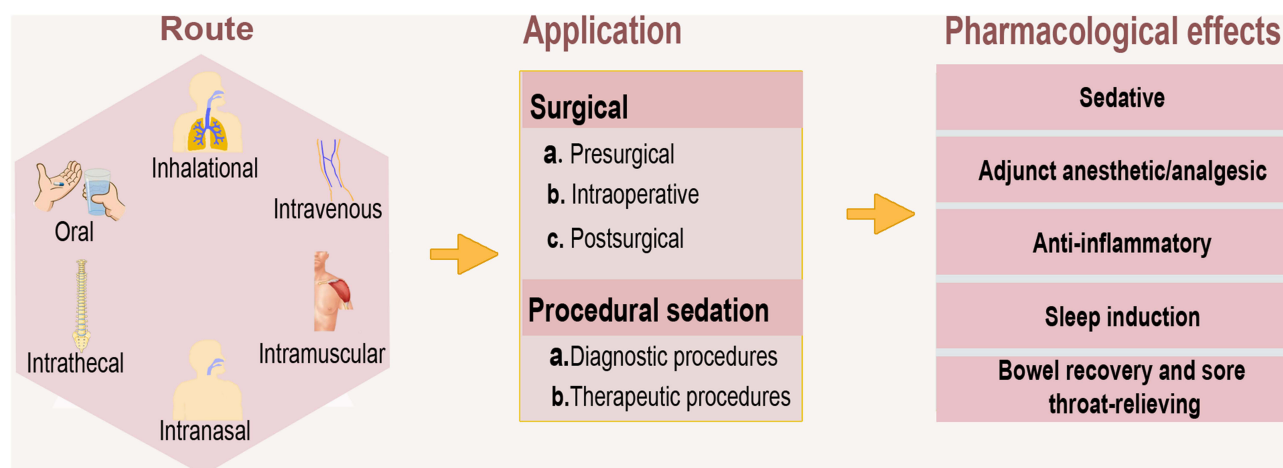 Route
Inhalational
Intravenous
Oral
Intrathecal
Intramuscular
Intranasal
Application
Surgical
a. Presurgical
b. Intraoperative
c. Postsurgical
Procedural sedation
a.Diagnostic procedures
b.Therapeutic procedures
Pharmacological effects
Sedative
Adjunct anesthetic/analgesic
Anti-inflammatory
Sleep induction
Bowel recovery and sore
throat-relieving